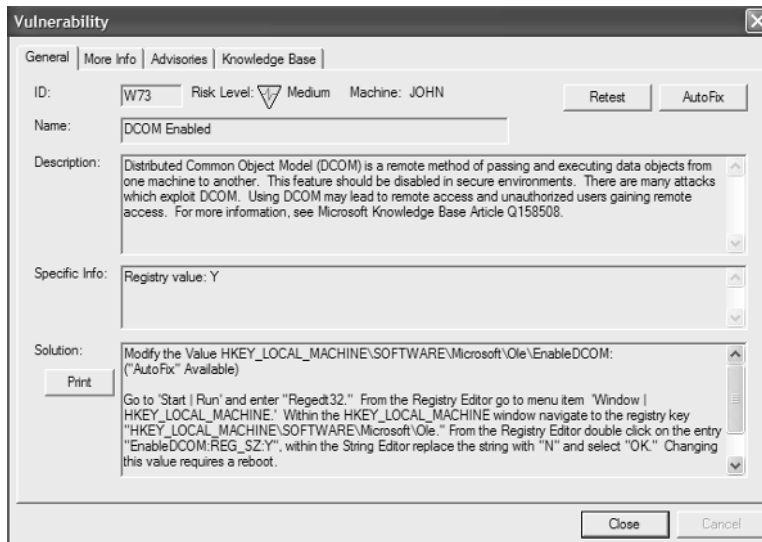 Vulnerability
General More Info Advisories Knowledge Base
ID: W73 Risk Level: Medium Machine: JOHN Retest AutoFix
Name: DCOM Enabled
Description: Distributed Common Object Model (DCOM) is a remote method of passing and executing data objects from
one machine to another. This feature should be disabled in secure environments. There are many attacks
which exploit DCOM. Using DCOM may lead to remote access and unauthorized users gaining remote
access. For more information, see Microsoft Knowledge Base Article Q158508.
Specific Info: Registry value: Y
Solution: Modify the Value HKEY_LOCAL_MACHINE\SOFTWARE\Microsoft\Ole\EnableDCOM:
("AutoFix" Available)
Print
Go to 'Start | Run' and enter "Regedt32." From the Registry Editor go to menu item 'Window |
HKEY_LOCAL_MACHINE.' Within the HKEY_LOCAL_MACHINE window navigate to the registry key
"HKEY_LOCAL_MACHINE\SOFTWARE\Microsoft\Ole." From the Registry Editor double click on the entry
"EnableDCOM:REG_SZ:Y", within the String Editor replace the string with "N" and select "OK." Changing
this value requires a reboot.
Close Cancel